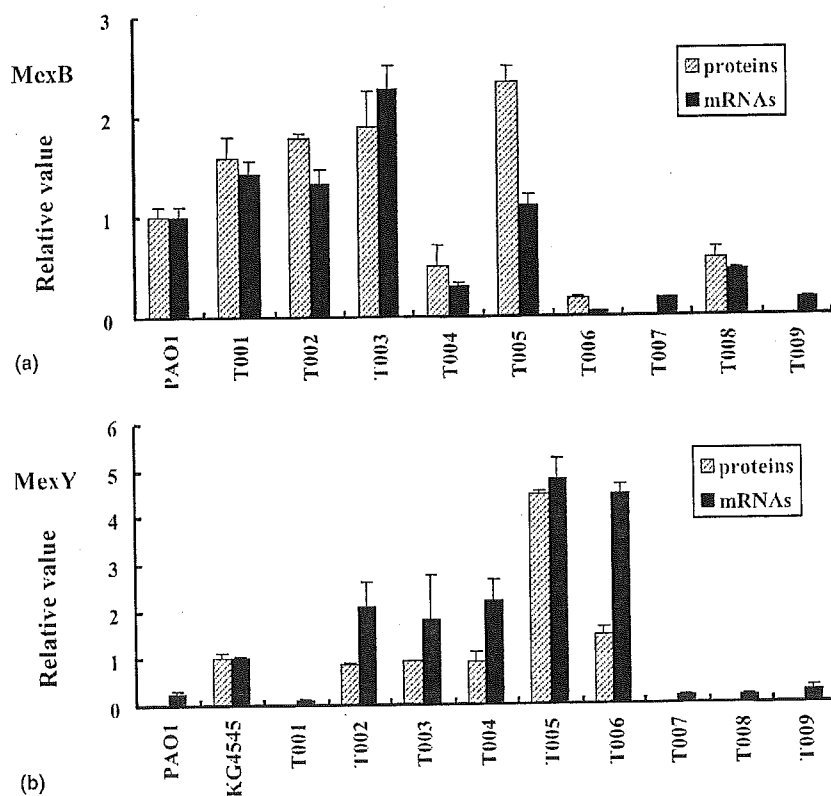 3
MexB
proteins
mRNAs
2
Relative value
1
0
PAO1
T001
T002
T003
T004
T005
T006
T007
T008
T009
(a)
6
MexY
5
proteins
mRNAs
4
3
Relative value
2
1
0
PAO1
KG4545
T001
T002
T003
T004
T005
T006
T007
T008
T009
(b)